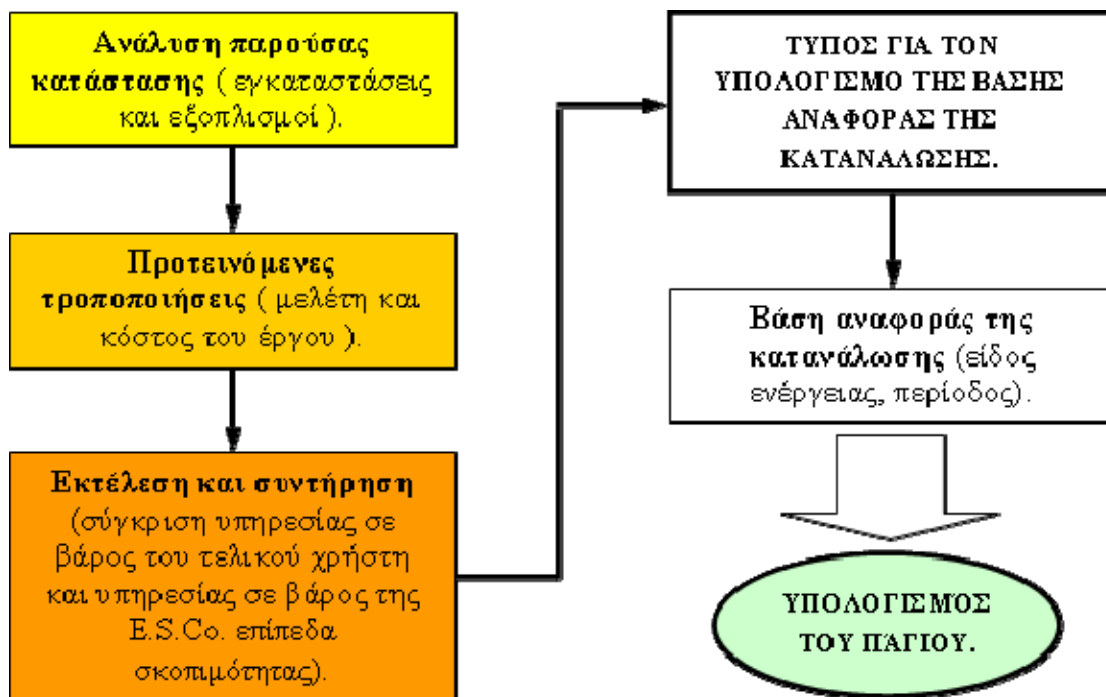 Ανάλυση παρούσας
κατάστασης ( εγκαταστάσεις
και εξοπλισμοί ).
Προτεινόμενες
τροποποιήσεις ( μελέτη και
κόστος του έργου ).
Εκτέλεση και συντήρηση
(σύγκριση υπηρεσίας σε
βάρος του τελικού χρήστη
και υπηρεσίας σε βάρος της
E.S.Co. επίπεδα
σκοπιμότητας).
ΤΥΠΟΣ ΓΙΑ ΤΟΝ
ΥΠΟΛΟΓΙΣΜΟ ΤΗΣ ΒΑΣΗΣ
ΑΝΑΦΟΡΑΣ ΤΗΣ
ΚΑΤΑΝΑΛΩΣΗΣ.
Βάση αναφοράς της
κατανάλωσης (είδος
ενέργειας, περίοδος).
ΥΠΟΛΟΓΙΣΜΌΣ
ΤΟΥ ΠΆΓΙΟΥ.